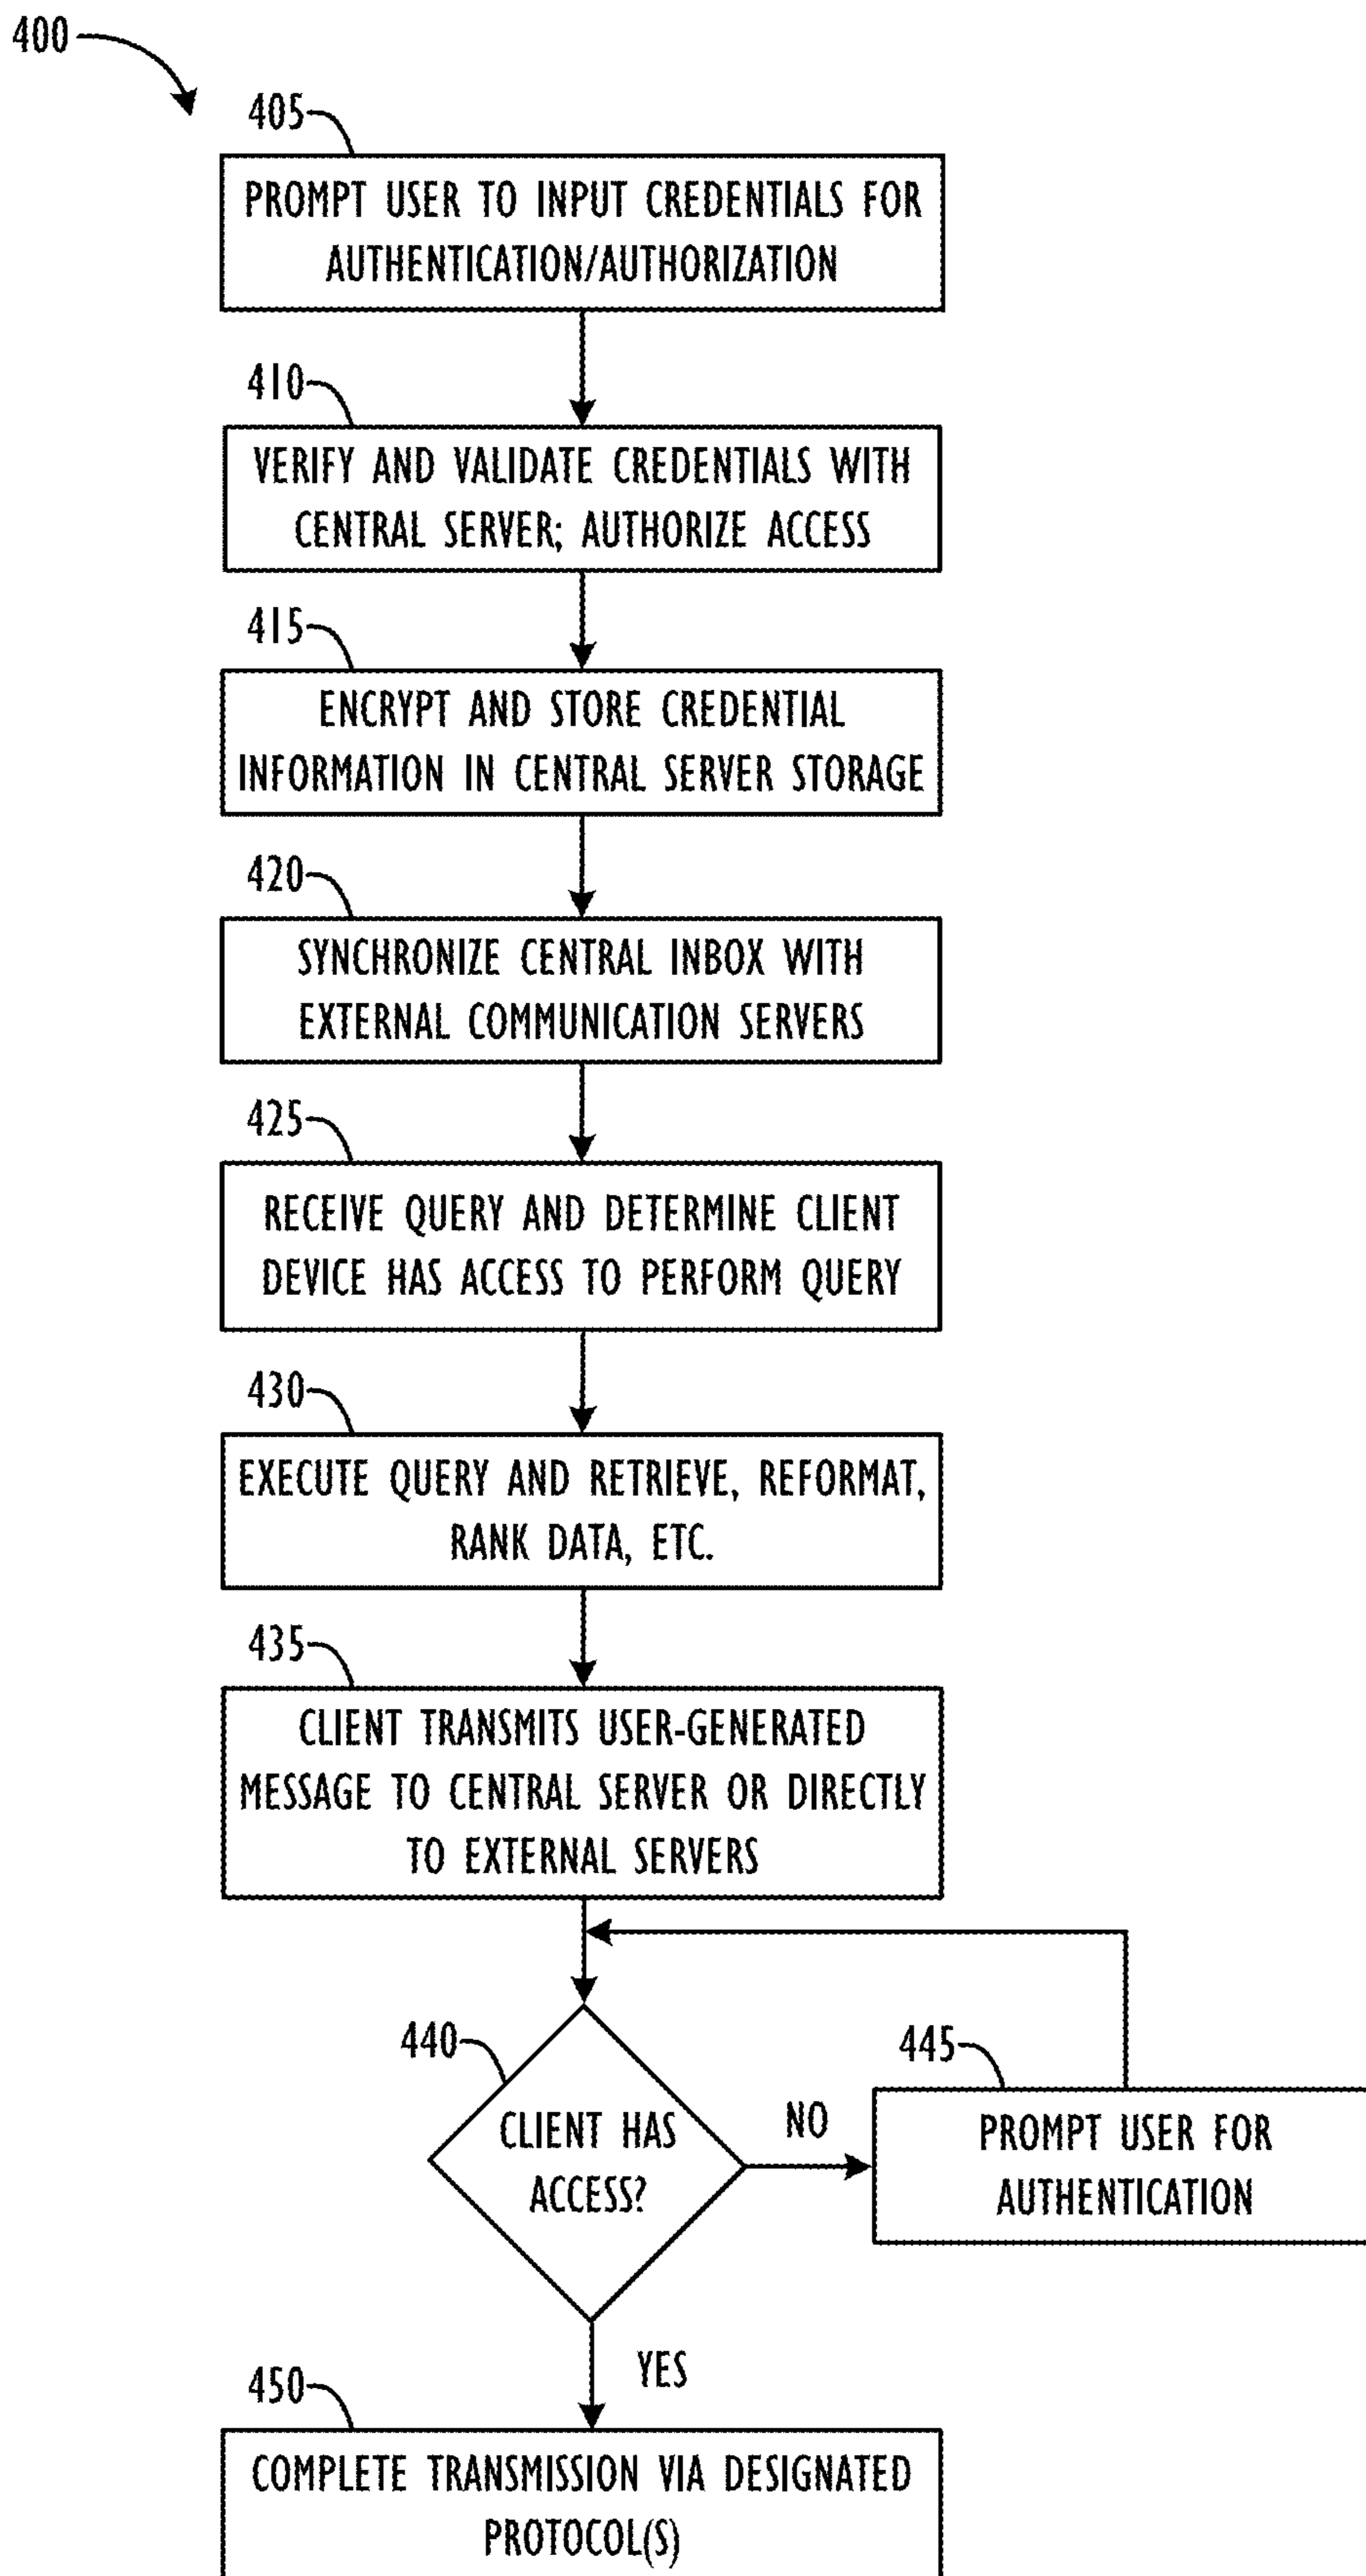 400
405
PROMPT USER TO INPUT CREDENTIALS FOR
AUTHENTICATION/AUTHORIZATION
410
VERIFY AND VALIDATE CREDENTIALS WITH
CENTRAL SERVER; AUTHORIZE ACCESS
415
ENCRYPT AND STORE CREDENTIAL
INFORMATION IN CENTRAL SERVER STORAGE
420
SYNCHRONIZE CENTRAL INBOX WITH
EXTERNAL COMMUNICATION SERVERS
425
RECEIVE QUERY AND DETERMINE CLIENT
DEVICE HAS ACCESS TO PERFORM QUERY
430
EXECUTE QUERY AND RETRIEVE, REFORMAT,
RANK DATA, ETC.
435
CLIENT TRANSMITS USER-GENERATED
MESSAGE TO CENTRAL SERVER OR DIRECTLY
TO EXTERNAL SERVERS
440
CLIENT HAS
ACCESS?
NO
445
PROMPT USER FOR
AUTHENTICATION
YES
450
COMPLETE TRANSMISSION VIA DESIGNATED
PROTOCOL(S)